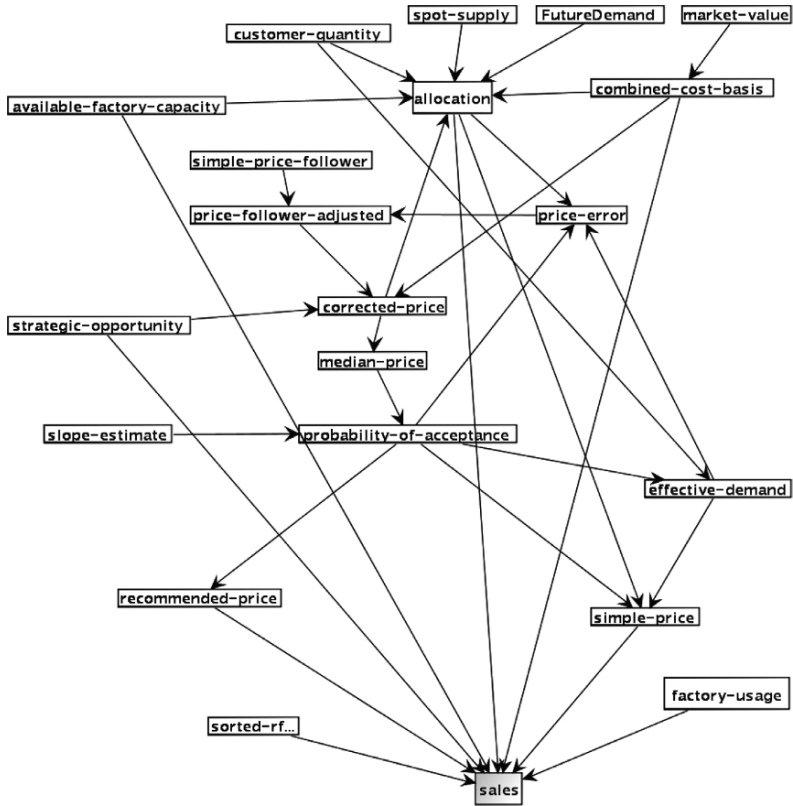 spot-supply
FutureDemand
market-value
customer-quantity
combined-cost-basis
allocation
available-factory-capacity
simple-price-follower
price-follower-adjusted
price-error
corrected-price
strategic-opportunity
median-price
slope-estimate
probability-of-acceptance
effective-demand
recommended-price
simple-price
factory-usage
sorted-rf...
sales